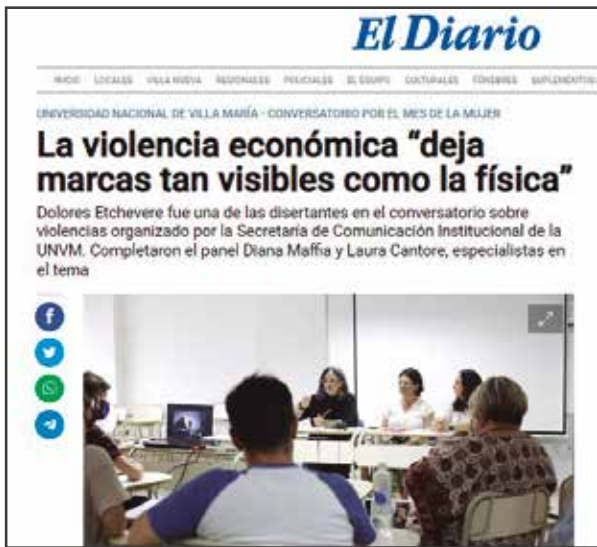 El Diario
INICIO LOCALES VILLA NUEVA REGIONALES POLICIALES EL EQUIPO CULTURALES FÚNEBRES SUPLEMENTOS
UNIVERSIDAD NACIONAL DE VILLA MARÍA - CONVERSATORIO POR EL MES DE LA MUJER
La violencia económica “deja
marcas tan visibles como la física”
Dolores Etchevere fue una de las disertantes en el conversatorio sobre
violencias organizado por la Secretaría de Comunicación Institucional de la
UNVM. Completaron el panel Diana Maffia y Laura Cantore, especialistas en
el tema